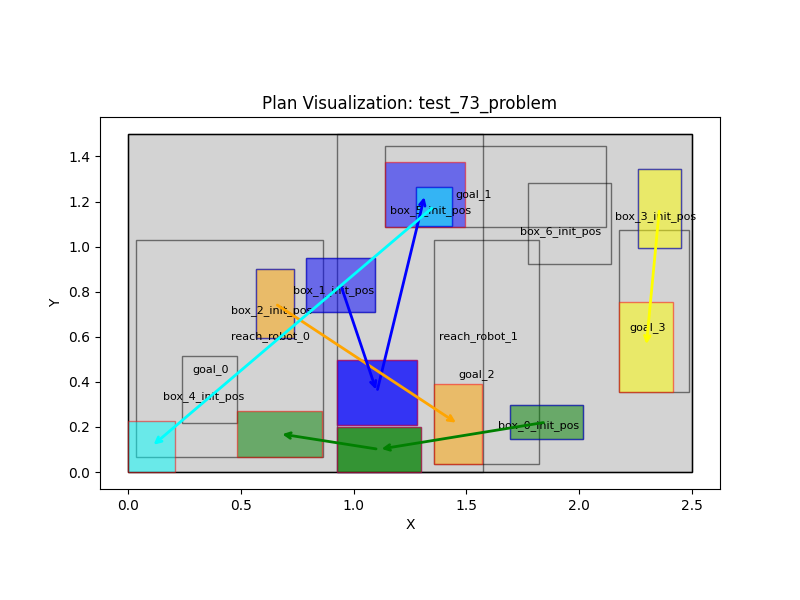 Plan Visualization: test_73_problem
Y
1.4
1.2
1.0
0.8
0.6
0.4
0.2
0.0
goal_1
box_5_init_pos
box_3_init_pos
box_6_init_pos
box_1_init_pos
box_2_init_pos
reach_robot_0
reach_robot_1
goal_3
goal_0
goal_2
box_4_init_pos
box_0_init_pos
0.0 0.5 1.0 1.5 2.0 2.5
X